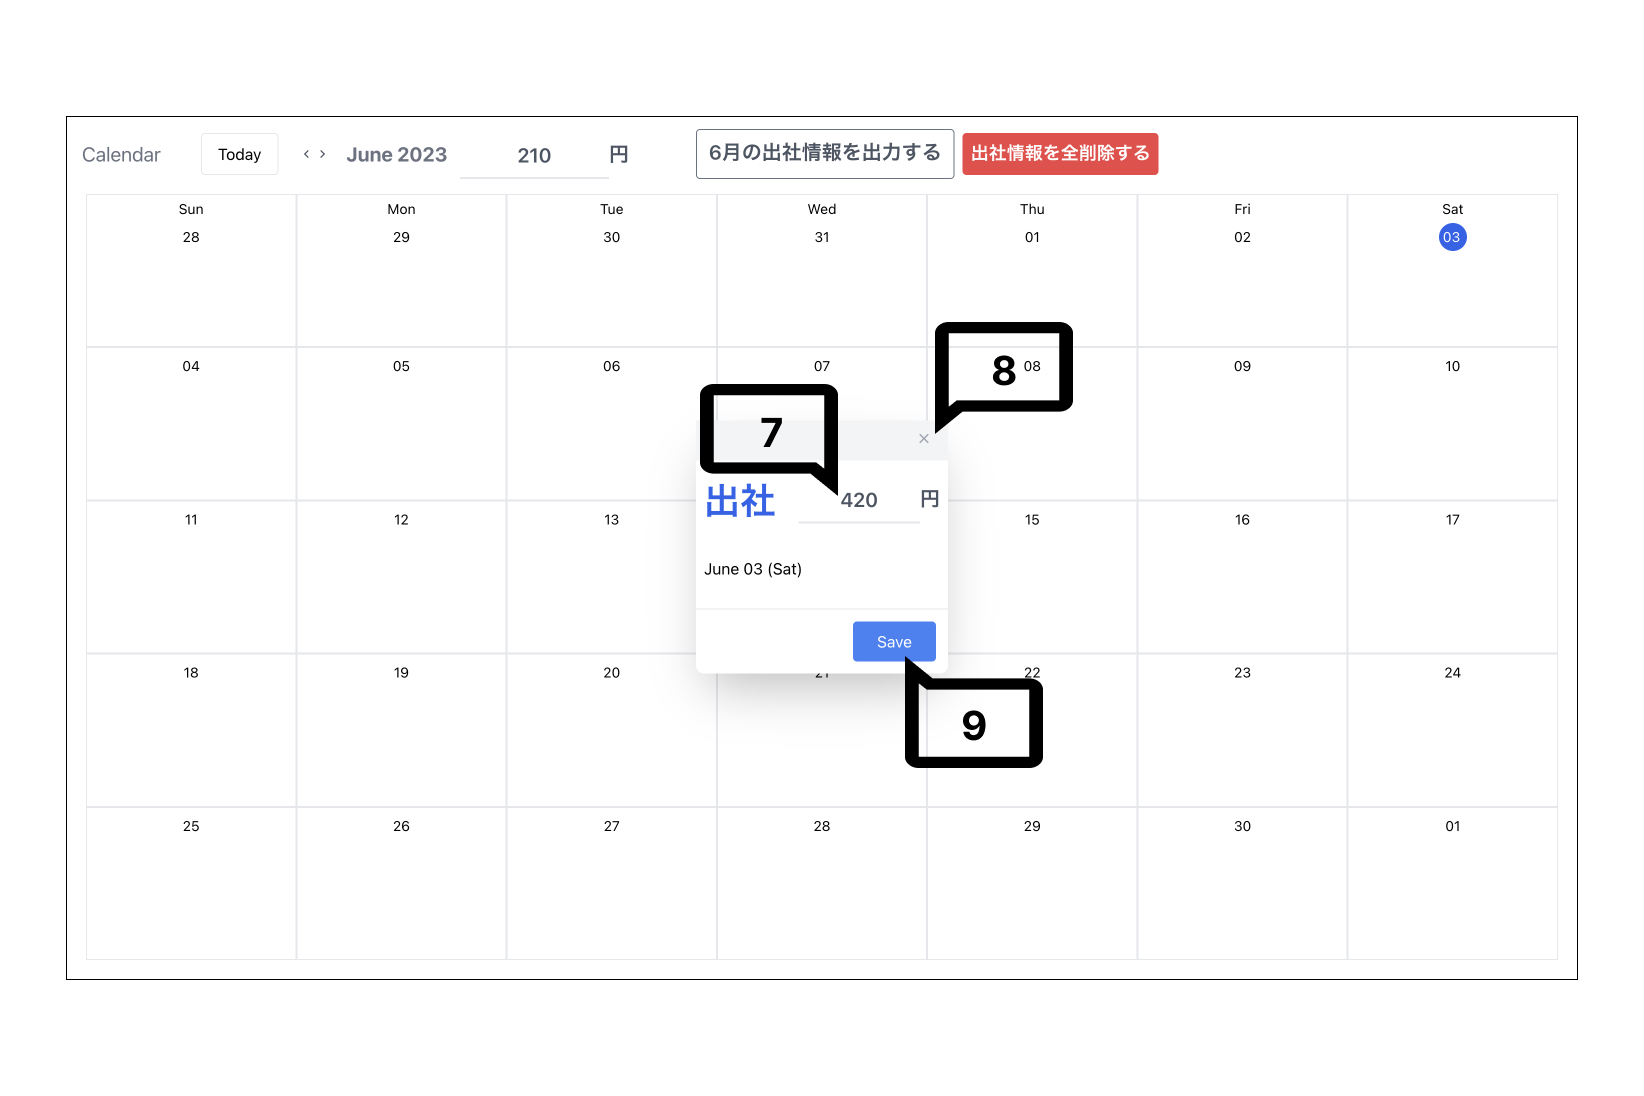 Calendar Today < > June 2023 210 円 6月の出社情報を出力する 出社情報を全削除する
Sun Mon Tue Wed Thu Fri Sat
28 29 30 31 01 02 03
04 05 06 07 8 08 09 10
7 ×
出社 420 円
11 12 13 15 16 17
June 03 (Sat)
Save
18 19 20 21 22 23 24
9
25 26 27 28 29 30 01